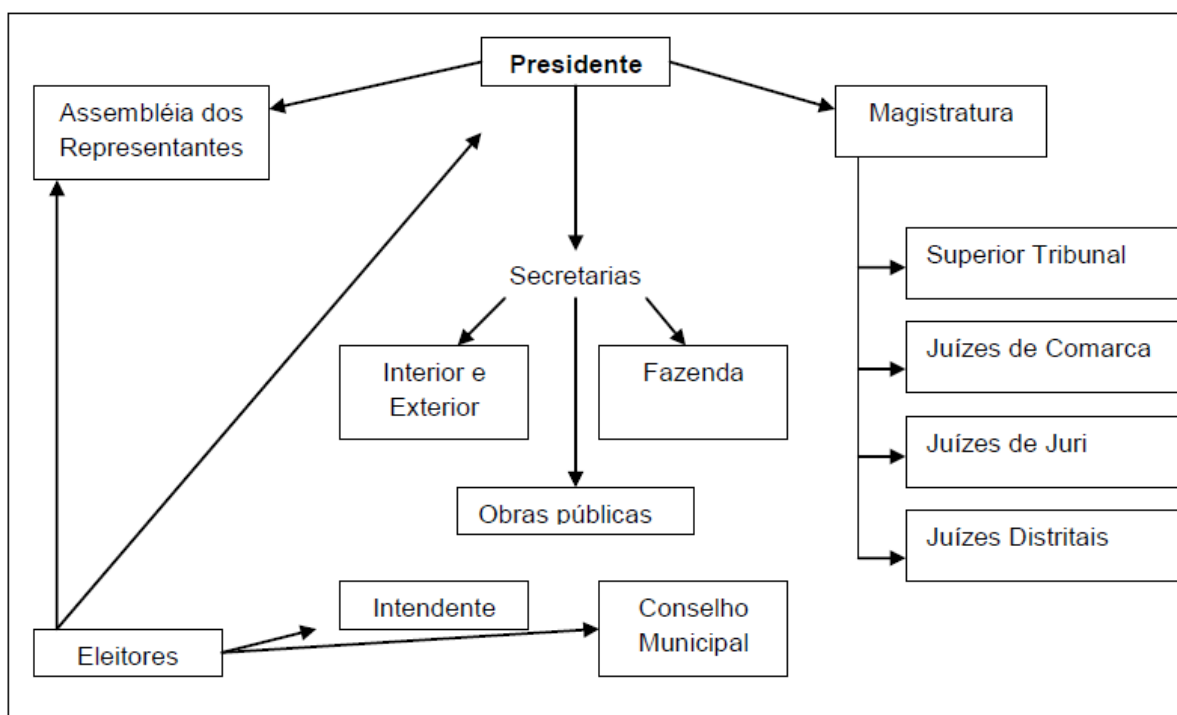 Presidente
Assembléia dos
Representantes
Magistratura
Superior Tribunal
Secretarias
Juízes de Comarca
Interior e
Exterior
Fazenda
Juízes de Juri
Obras públicas
Juízes Distritais
Intendente
Conselho
Municipal
Eleitores